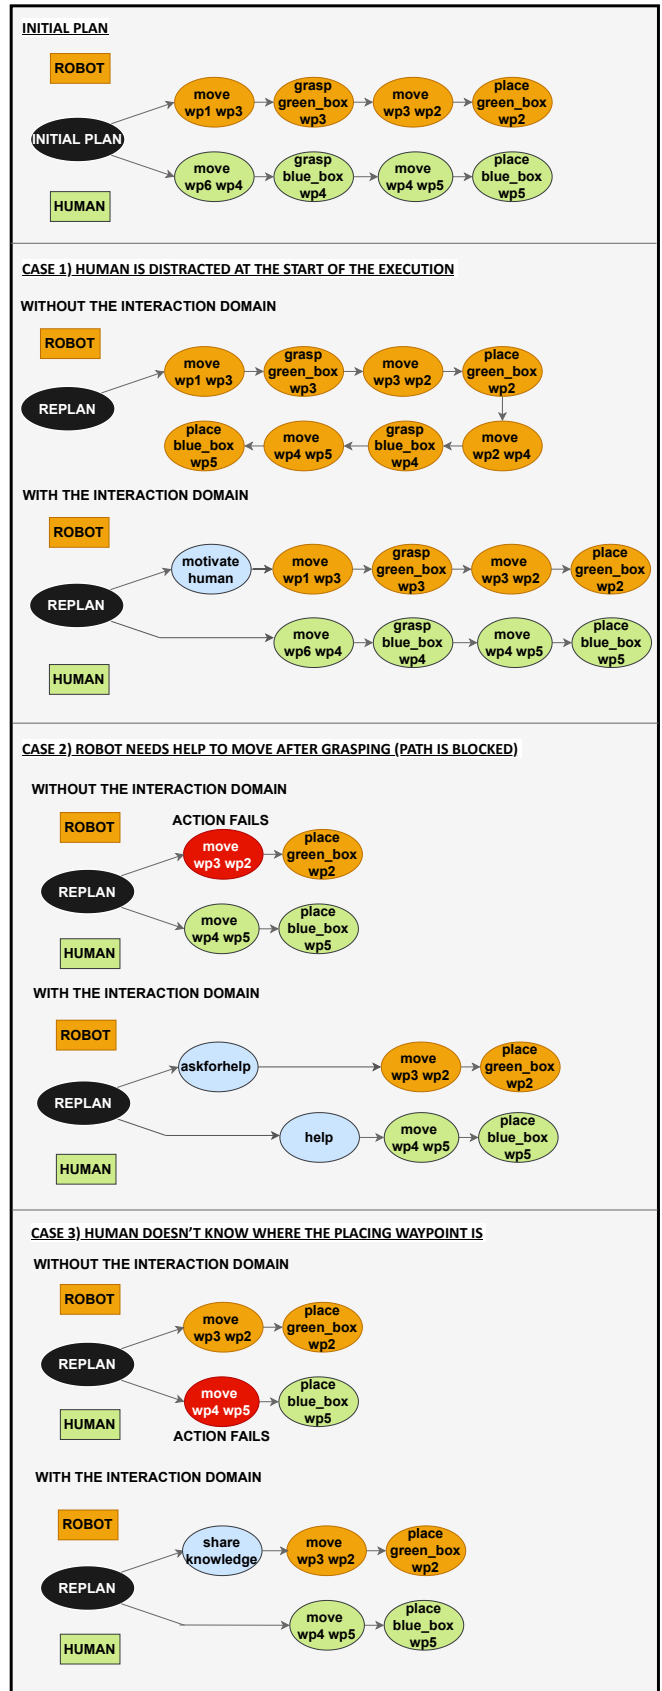 INITIAL PLAN
ROBOT
move
wp1 wp3
grasp
green_box
wp3
move
wp3 wp2
place
green_box
wp2
INITIAL PLAN
move
wp6 wp4
grasp
blue_box
wp4
move
wp4 wp5
place
blue_box
wp5
HUMAN
CASE 1) HUMAN IS DISTRACTED AT THE START OF THE EXECUTION
WITHOUT THE INTERACTION DOMAIN
ROBOT
move
wp1 wp3
grasp
green_box
wp3
move
wp3 wp2
place
green_box
wp2
REPLAN
place
blue_box
wp5
move
wp4 wp5
grasp
blue_box
wp4
move
wp2 wp4
WITH THE INTERACTION DOMAIN
ROBOT
motivate
human
move
wp1 wp3
grasp
green_box
wp3
move
wp3 wp2
place
green_box
wp2
REPLAN
move
wp6 wp4
grasp
blue_box
wp4
move
wp4 wp5
place
blue_box
wp5
HUMAN
CASE 2) ROBOT NEEDS HELP TO MOVE AFTER GRASPING (PATH IS BLOCKED)
WITHOUT THE INTERACTION DOMAIN
ROBOT
ACTION FAILS
move
wp3 wp2
place
green_box
wp2
REPLAN
move
wp4 wp5
place
blue_box
wp5
HUMAN
WITH THE INTERACTION DOMAIN
ROBOT
askforhelp
move
wp3 wp2
place
green_box
wp2
REPLAN
help
move
wp4 wp5
place
blue_box
wp5
HUMAN
CASE 3) HUMAN DOESN'T KNOW WHERE THE PLACING WAYPOINT IS
WITHOUT THE INTERACTION DOMAIN
ROBOT
move
wp3 wp2
place
green_box
wp2
REPLAN
move
wp4 wp5
place
blue_box
wp5
HUMAN
ACTION FAILS
WITH THE INTERACTION DOMAIN
ROBOT
share
knowledge
move
wp3 wp2
place
green_box
wp2
REPLAN
move
wp4 wp5
place
blue_box
wp5
HUMAN